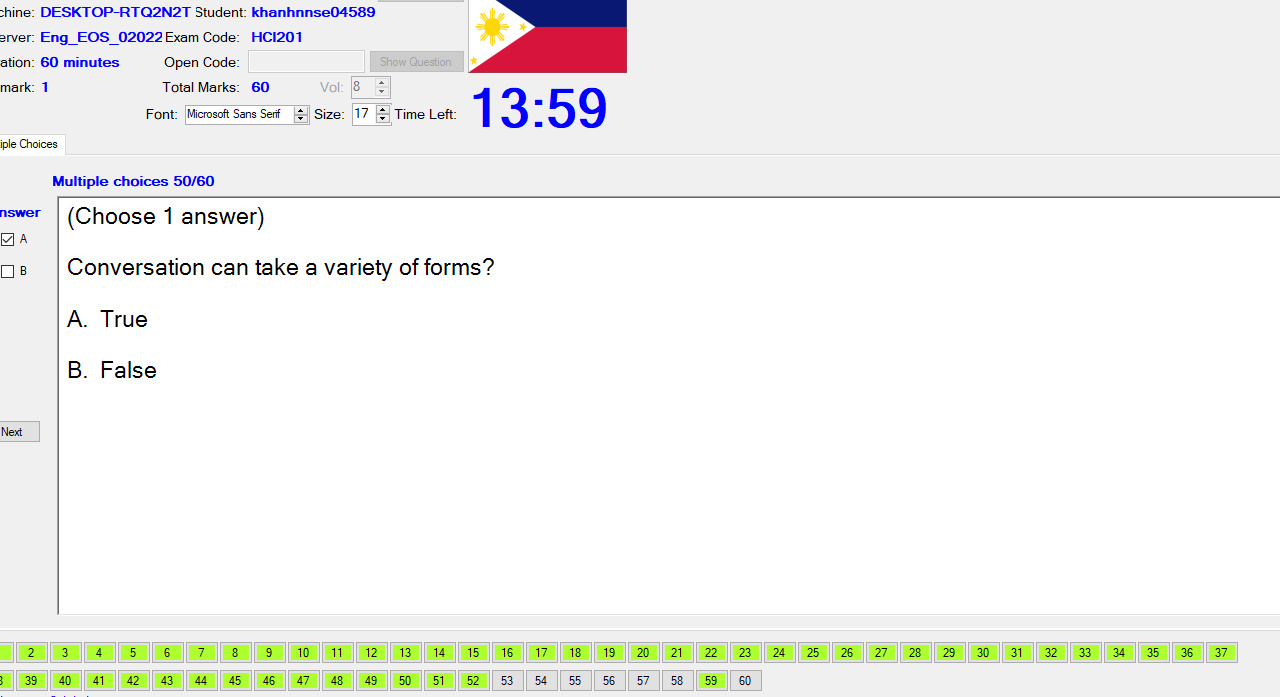 chine: DESKTOP-RTQ2N2T Student: khanhnnse04589
erver: Eng_EOS_02022 Exam Code: HCI201
ation: 60 minutes Open Code: Show Question
mark: 1 Total Marks: 60 Vol: 8
Font: Microsoft Sans Serif Size: 17 Time Left: 13:59
iple Choices
Multiple choices 50/60
nswer
A
B
(Choose 1 answer)
Conversation can take a variety of forms?
A. True
B. False
Next
2 3 4 5 6 7 8 9 10 11 12 13 14 15 16 17 18 19 20 21 22 23 24 25 26 27 28 29 30 31 32 33 34 35 36 37
39 40 41 42 43 44 45 46 47 48 49 50 51 52 53 54 55 56 57 58 59 60